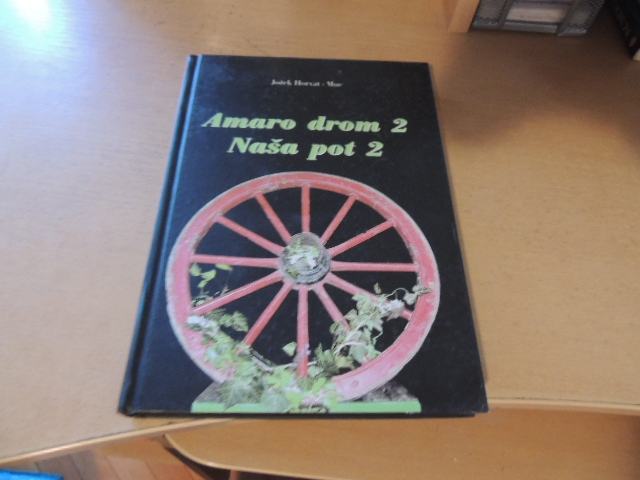 Jožek Horvat - Muc
Amaro drom 2
Naša pot 2